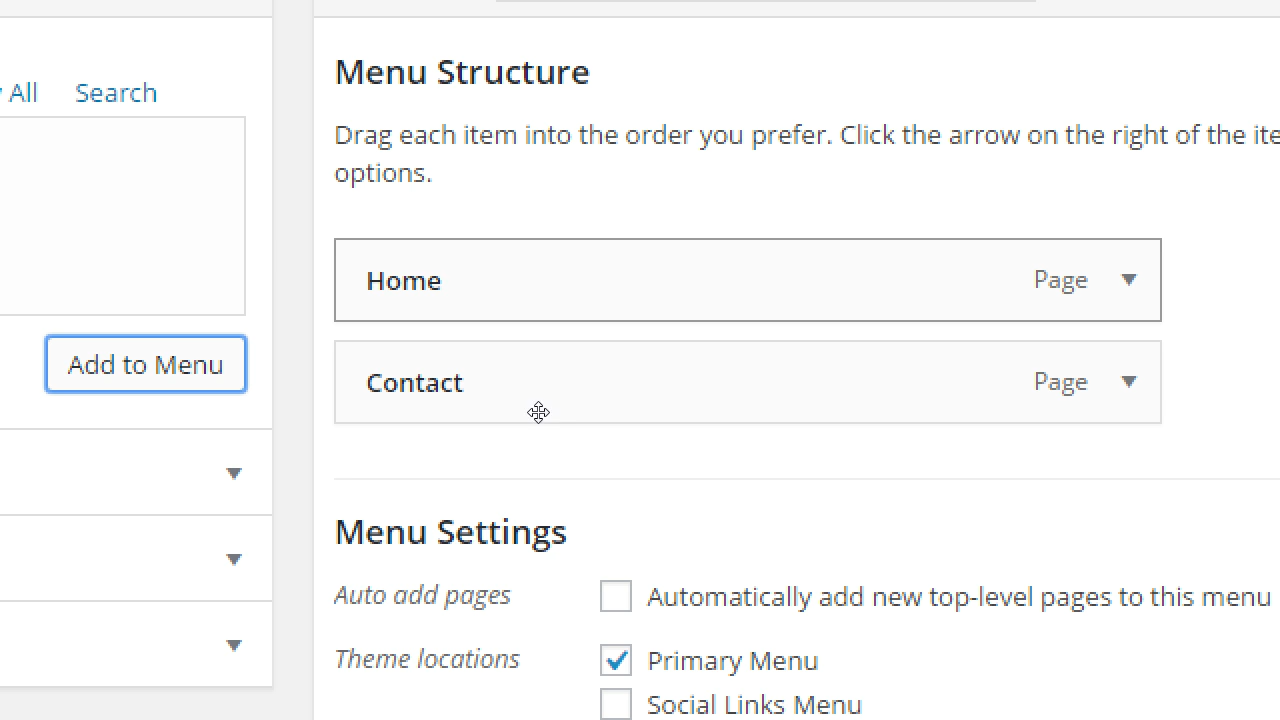 All
Search
Add to Menu
Menu Structure
Drag each item into the order you prefer. Click the arrow on the right of the
options.
Home Page
Contact Page
Menu Settings
Auto add pages Automatically add new top-level pages to this menu
Theme locations Primary Menu
Social Links Menu